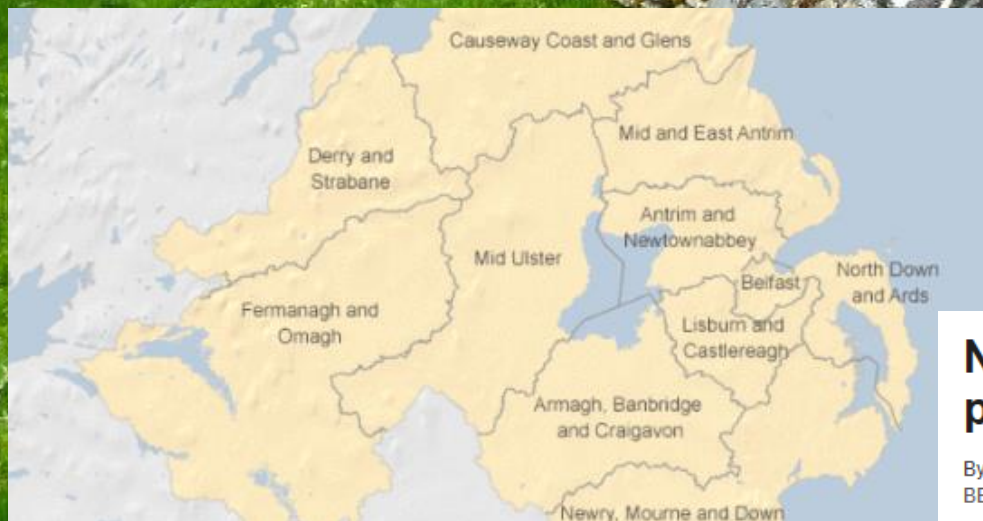 Causeway Coast and Glens
Mid and East Antrim
Derry and
Strabane
Antrim and
Newtownabbey
Mid Ulster
Belfast
North Down
and Ards
Fermanagh and
Omagh
Lisburn and
Castlereagh
Armagh, Banbridge
and Craigavon
Newry, Mourne and Down
By